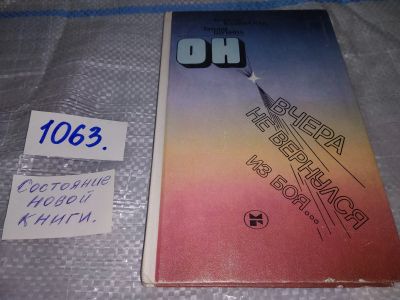 ОН
ВЧЕРА
НЕ ВЕРНУЛСЯ
ИЗ БОЯ...
1063.
СОСТОЯНИЕ
НОВОЙ
КНИГИ.